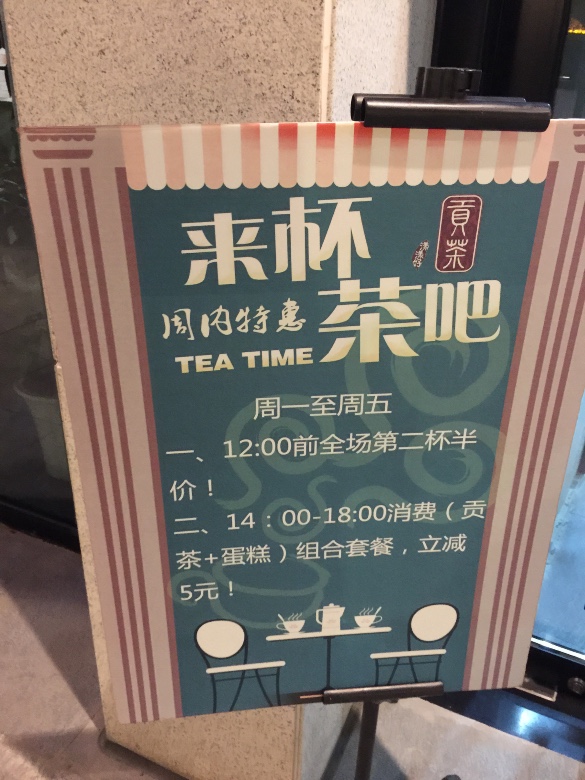 来杯
貢茶
周内特惠
茶吧
TEA TIME
周一至周五
一、12:00前全场第二杯半
价！
二、14：00-18:00消费（贡
茶+蛋糕）组合套餐，立减
5元！